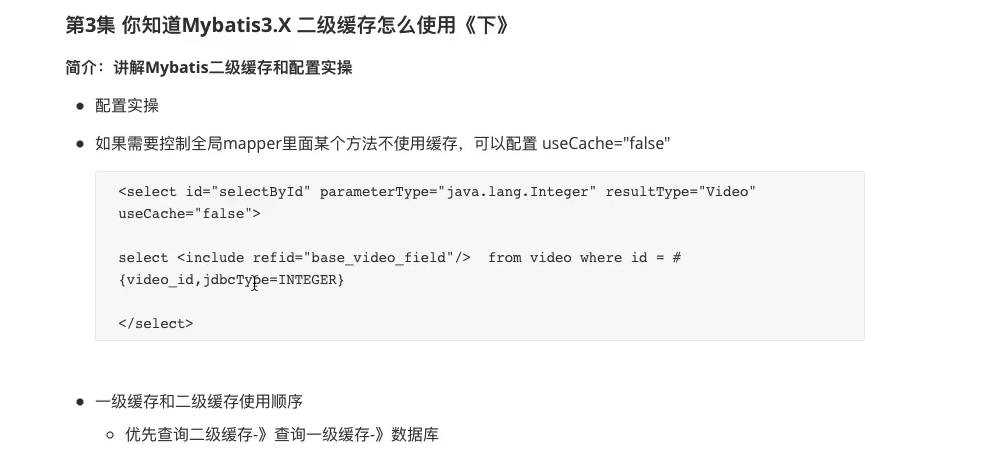 第3集 你知道Mybatis3.X 二级缓存怎么使用《下》
简介：讲解Mybatis二级缓存和配置实操
配置实操
如果需要控制全局mapper里面某个方法不使用缓存，可以配置 useCache="false"
<select id="selectById" parameterType="java.lang.Integer" resultType="Video"
useCache="false">
select <include refid="base_video_field"/>  from video where id = #
{video_id,jdbcType=INTEGER}
</select>
一级缓存和二级缓存使用顺序
优先查询二级缓存-》查询一级缓存-》数据库